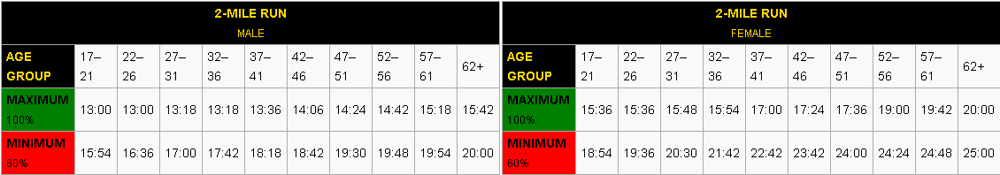 2-MILE RUN
MALE
AGE GROUP 17–21 22–26 27–31 32–36 37–41 42–46 47–51 52–56 57–61 62+
MAXIMUM 100% 13:00 13:00 13:18 13:18 13:36 14:06 14:24 14:42 15:18 15:42
MINIMUM 60% 15:54 16:36 17:00 17:42 18:18 18:42 19:30 19:48 19:54 20:00
2-MILE RUN
FEMALE
AGE GROUP 17–21 22–26 27–31 32–36 37–41 42–46 47–51 52–56 57–61 62+
MAXIMUM 100% 15:36 15:36 15:48 15:54 17:00 17:24 17:36 19:00 19:42 20:00
MINIMUM 60% 18:54 19:36 20:30 21:42 22:42 23:42 24:00 24:24 24:48 25:00